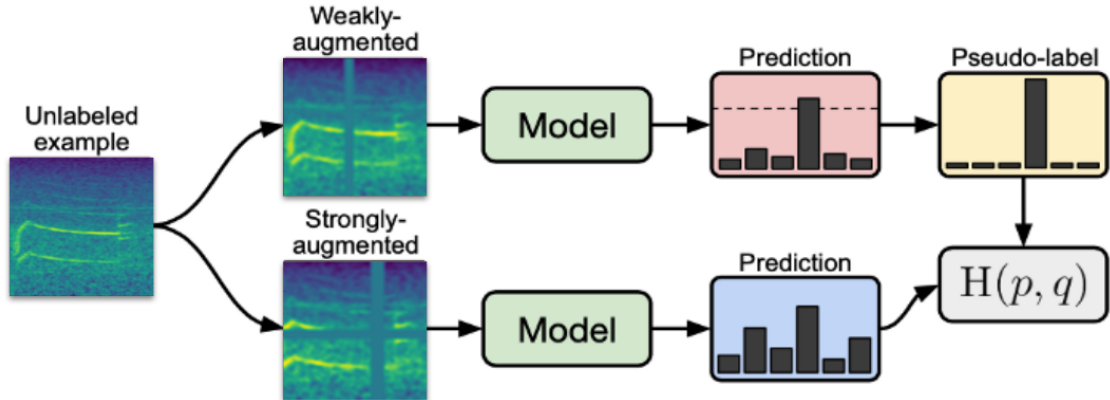 Unlabeled
example
Weakly-
augmented
Model
Prediction
Pseudo-label
Strongly-
augmented
Model
Prediction
H(p, q)